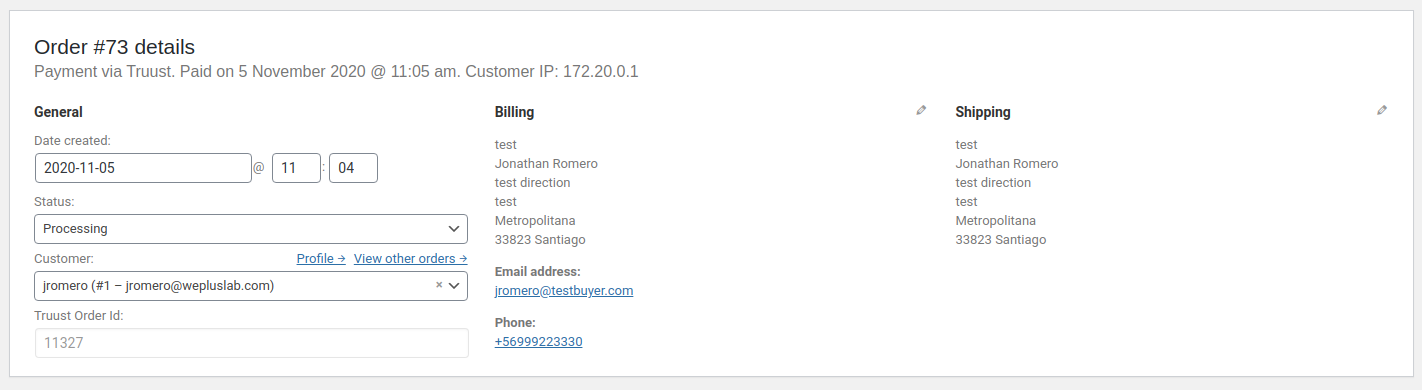 Order #73 details
Payment via Truust. Paid on 5 November 2020 @ 11:05 am. Customer IP: 172.20.0.1
General
Date created:
2020-11-05 @ 11 : 04
Status:
Processing
Customer: Profile → View other orders →
jromero (#1 – jromero@wepluslab.com) ×
Truust Order Id:
11327
Billing
test
Jonathan Romero
test direction
test
Metropolitana
33823 Santiago
Email address:
jromero@testbuyer.com
Phone:
+56999223330
Shipping
test
Jonathan Romero
test direction
test
Metropolitana
33823 Santiago